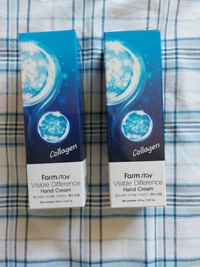 Collagen
Farmstay
Visible Difference
Hand Cream
Collagen
Farmstay
Visible Difference
Hand Cream